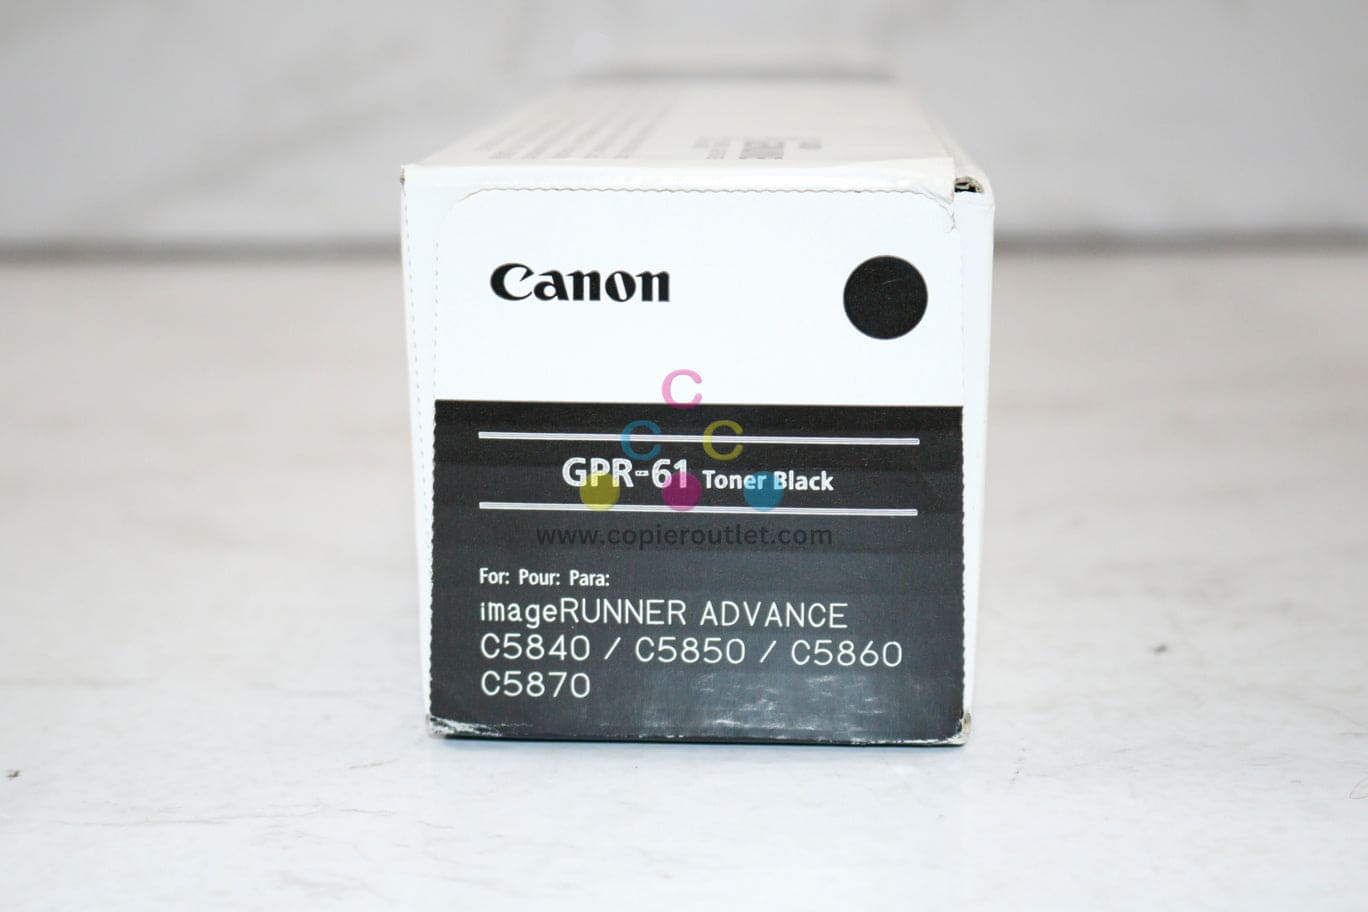 Canon
C
C C
GPR-61 Toner Black
www.copieroutlet.com
For: Pour: Para:
imageRUNNER ADVANCE
C5840 / C5850 / C5860
C5870